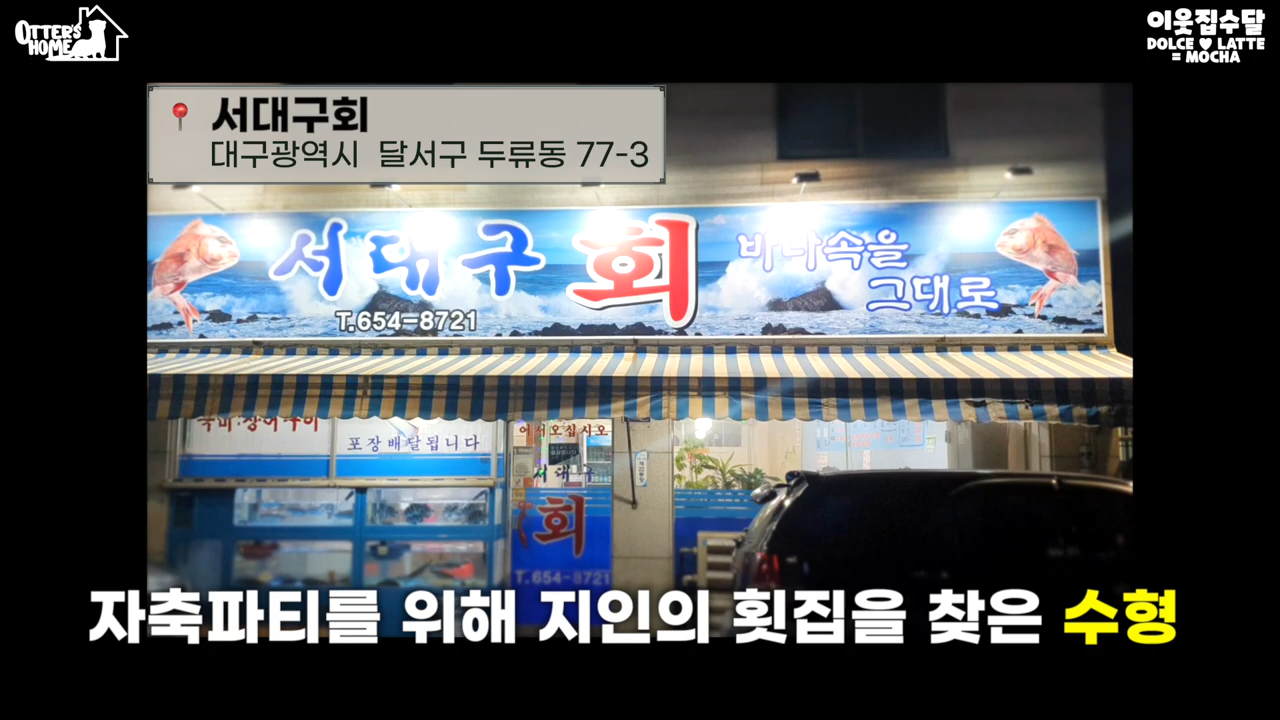 OTTER'S
HOME
이웃집수달
DOLCE ♥ LATTE
= MOCHA
서대구회
대구광역시 달서구 두류동 77-3
서대구 회
바다속을
그대로
T.654-8721
포장배달됩니다
어서오십시오
서대구
회
T.654-8721
자축파티를 위해 지인의 횟집을 찾은 수형